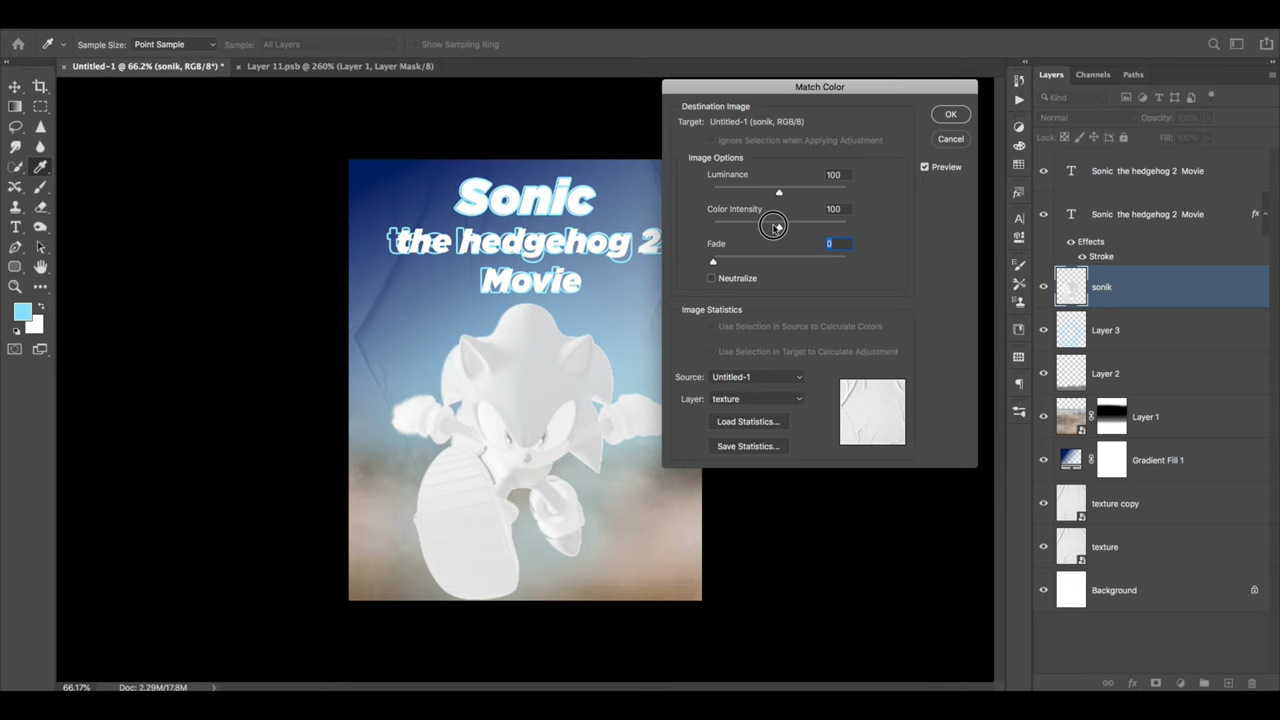 Sample Size: Point Sample Sample: All Layers Show Sampling Ring
× Untitled-1 @ 66.2% (sonik, RGB/8*) * × Layer 11.psb @ 260% (Layer 1, Layer Mask/8)
Sonic
the hedgehog 2
Movie
Match Color
Destination Image
Target: Untitled-1 (sonik, RGB/8)
Ignore Selection when Applying Adjustment
Image Options
Luminance 100
Color Intensity 100
Fade 0
Neutralize
OK
Cancel
Preview
Image Statistics
Use Selection in Source to Calculate Colors
Use Selection in Target to Calculate Adjustment
Source: Untitled-1
Layer: texture
Load Statistics...
Save Statistics...
Layers Channels Paths
Kind
Normal Opacity: 100%
Lock: Fill: 100%
T Sonic the hedgehog 2 Movie
T Sonic the hedgehog 2 Movie fx
Effects
Stroke
sonik
Layer 3
Layer 2
Layer 1
Gradient Fill 1
texture copy
texture
Background
66.17% Doc: 2.29M/17.8M